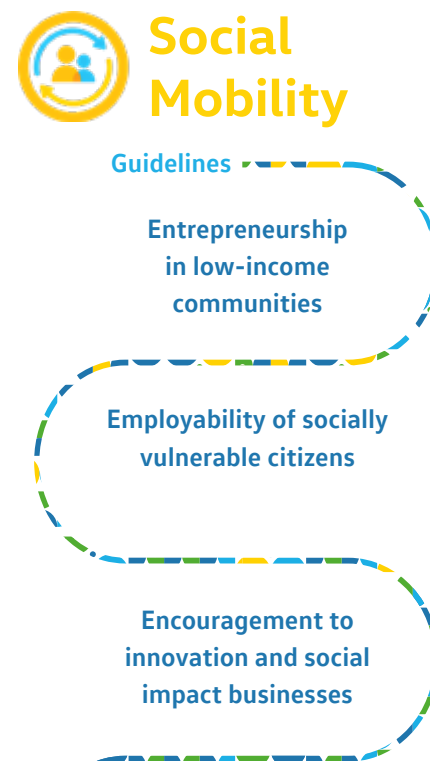 Social
Mobility
Guidelines
Entrepreneurship
in low-income
communities
Employability of socially
vulnerable citizens
Encouragement to
innovation and social
impact businesses